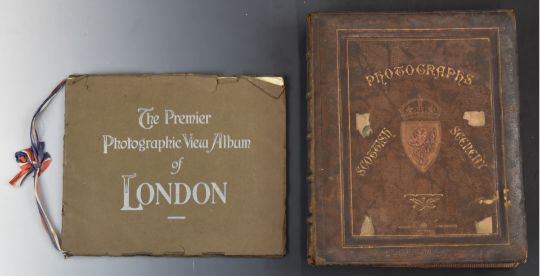 The Premier
Photographic View Album
of
LONDON
PHOTOGRAPHS
SCOTTISH
SCENERY